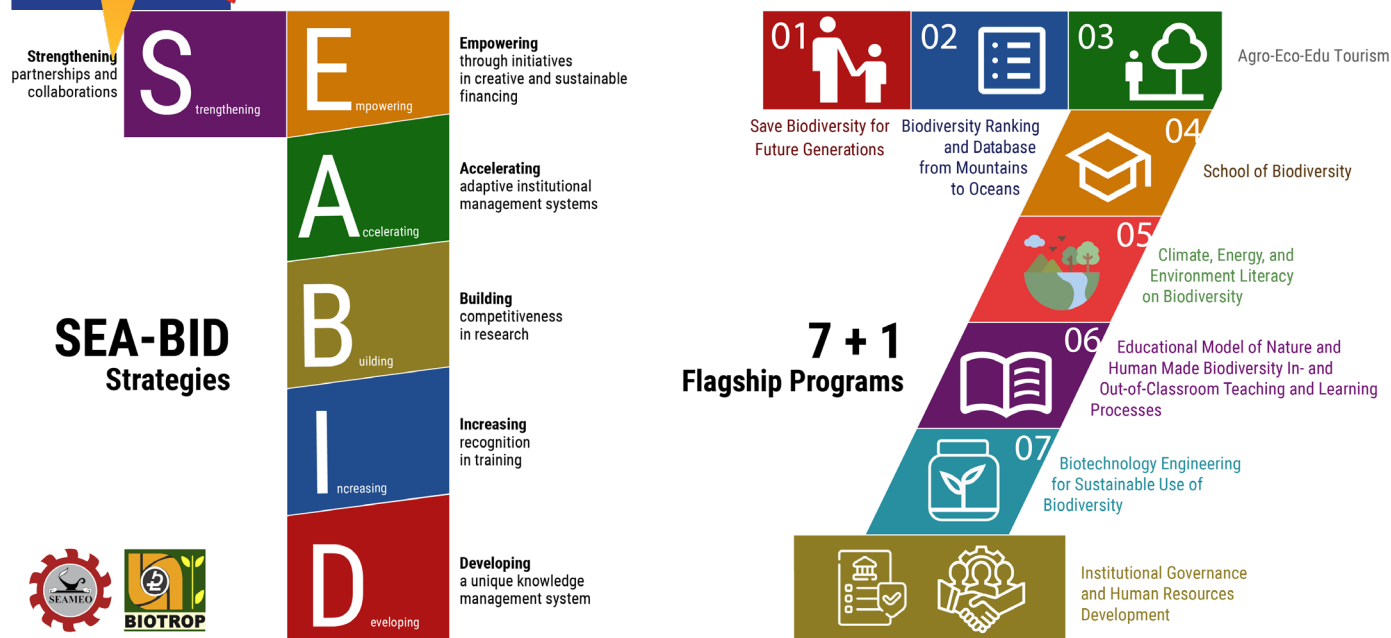 Strengthening
partnerships and
collaborations
S
trengthening
E
mpowering
Empowering
through initiatives
in creative and sustainable
financing
A
ccelerating
Accelerating
adaptive institutional
management systems
B
uilding
Building
competitiveness
in research
SEA-BID
Strategies
I
ncreasing
Increasing
recognition
in training
D
eveloping
Developing
a unique knowledge
management system
SEAMEO
BIOTROP
01
Save Biodiversity for
Future Generations
02
Biodiversity Ranking
and Database
from Mountains
to Oceans
03
Agro-Eco-Edu Tourism
04
School of Biodiversity
05
Climate, Energy, and
Environment Literacy
on Biodiversity
7 + 1
Flagship Programs
06
Educational Model of Nature and
Human Made Biodiversity In- and
Out-of-Classroom Teaching and Learning
Processes
07
Biotechnology Engineering
for Sustainable Use of
Biodiversity
Institutional Governance
and Human Resources
Development